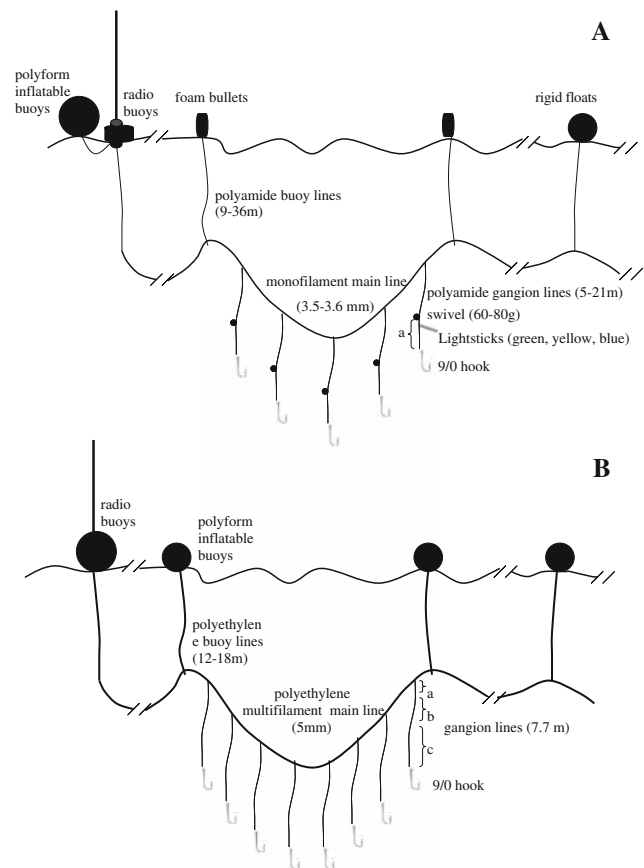 A
polyform
inflatable
buoys
radio
buoys
foam bullets
rigid floats
polyamide buoy lines
(9-36m)
monofilament main line
(3.5-3.6 mm)
polyamide gangion lines (5-21m)
swivel (60-80g)
a
Lightsticks (green, yellow, blue)
9/0 hook
B
radio
buoys
polyform
inflatable
buoys
polyethylen
e buoy lines
(12-18m)
polyethylene
multifilament main line
(5mm)
a
b
gangion lines (7.7 m)
c
9/0 hook